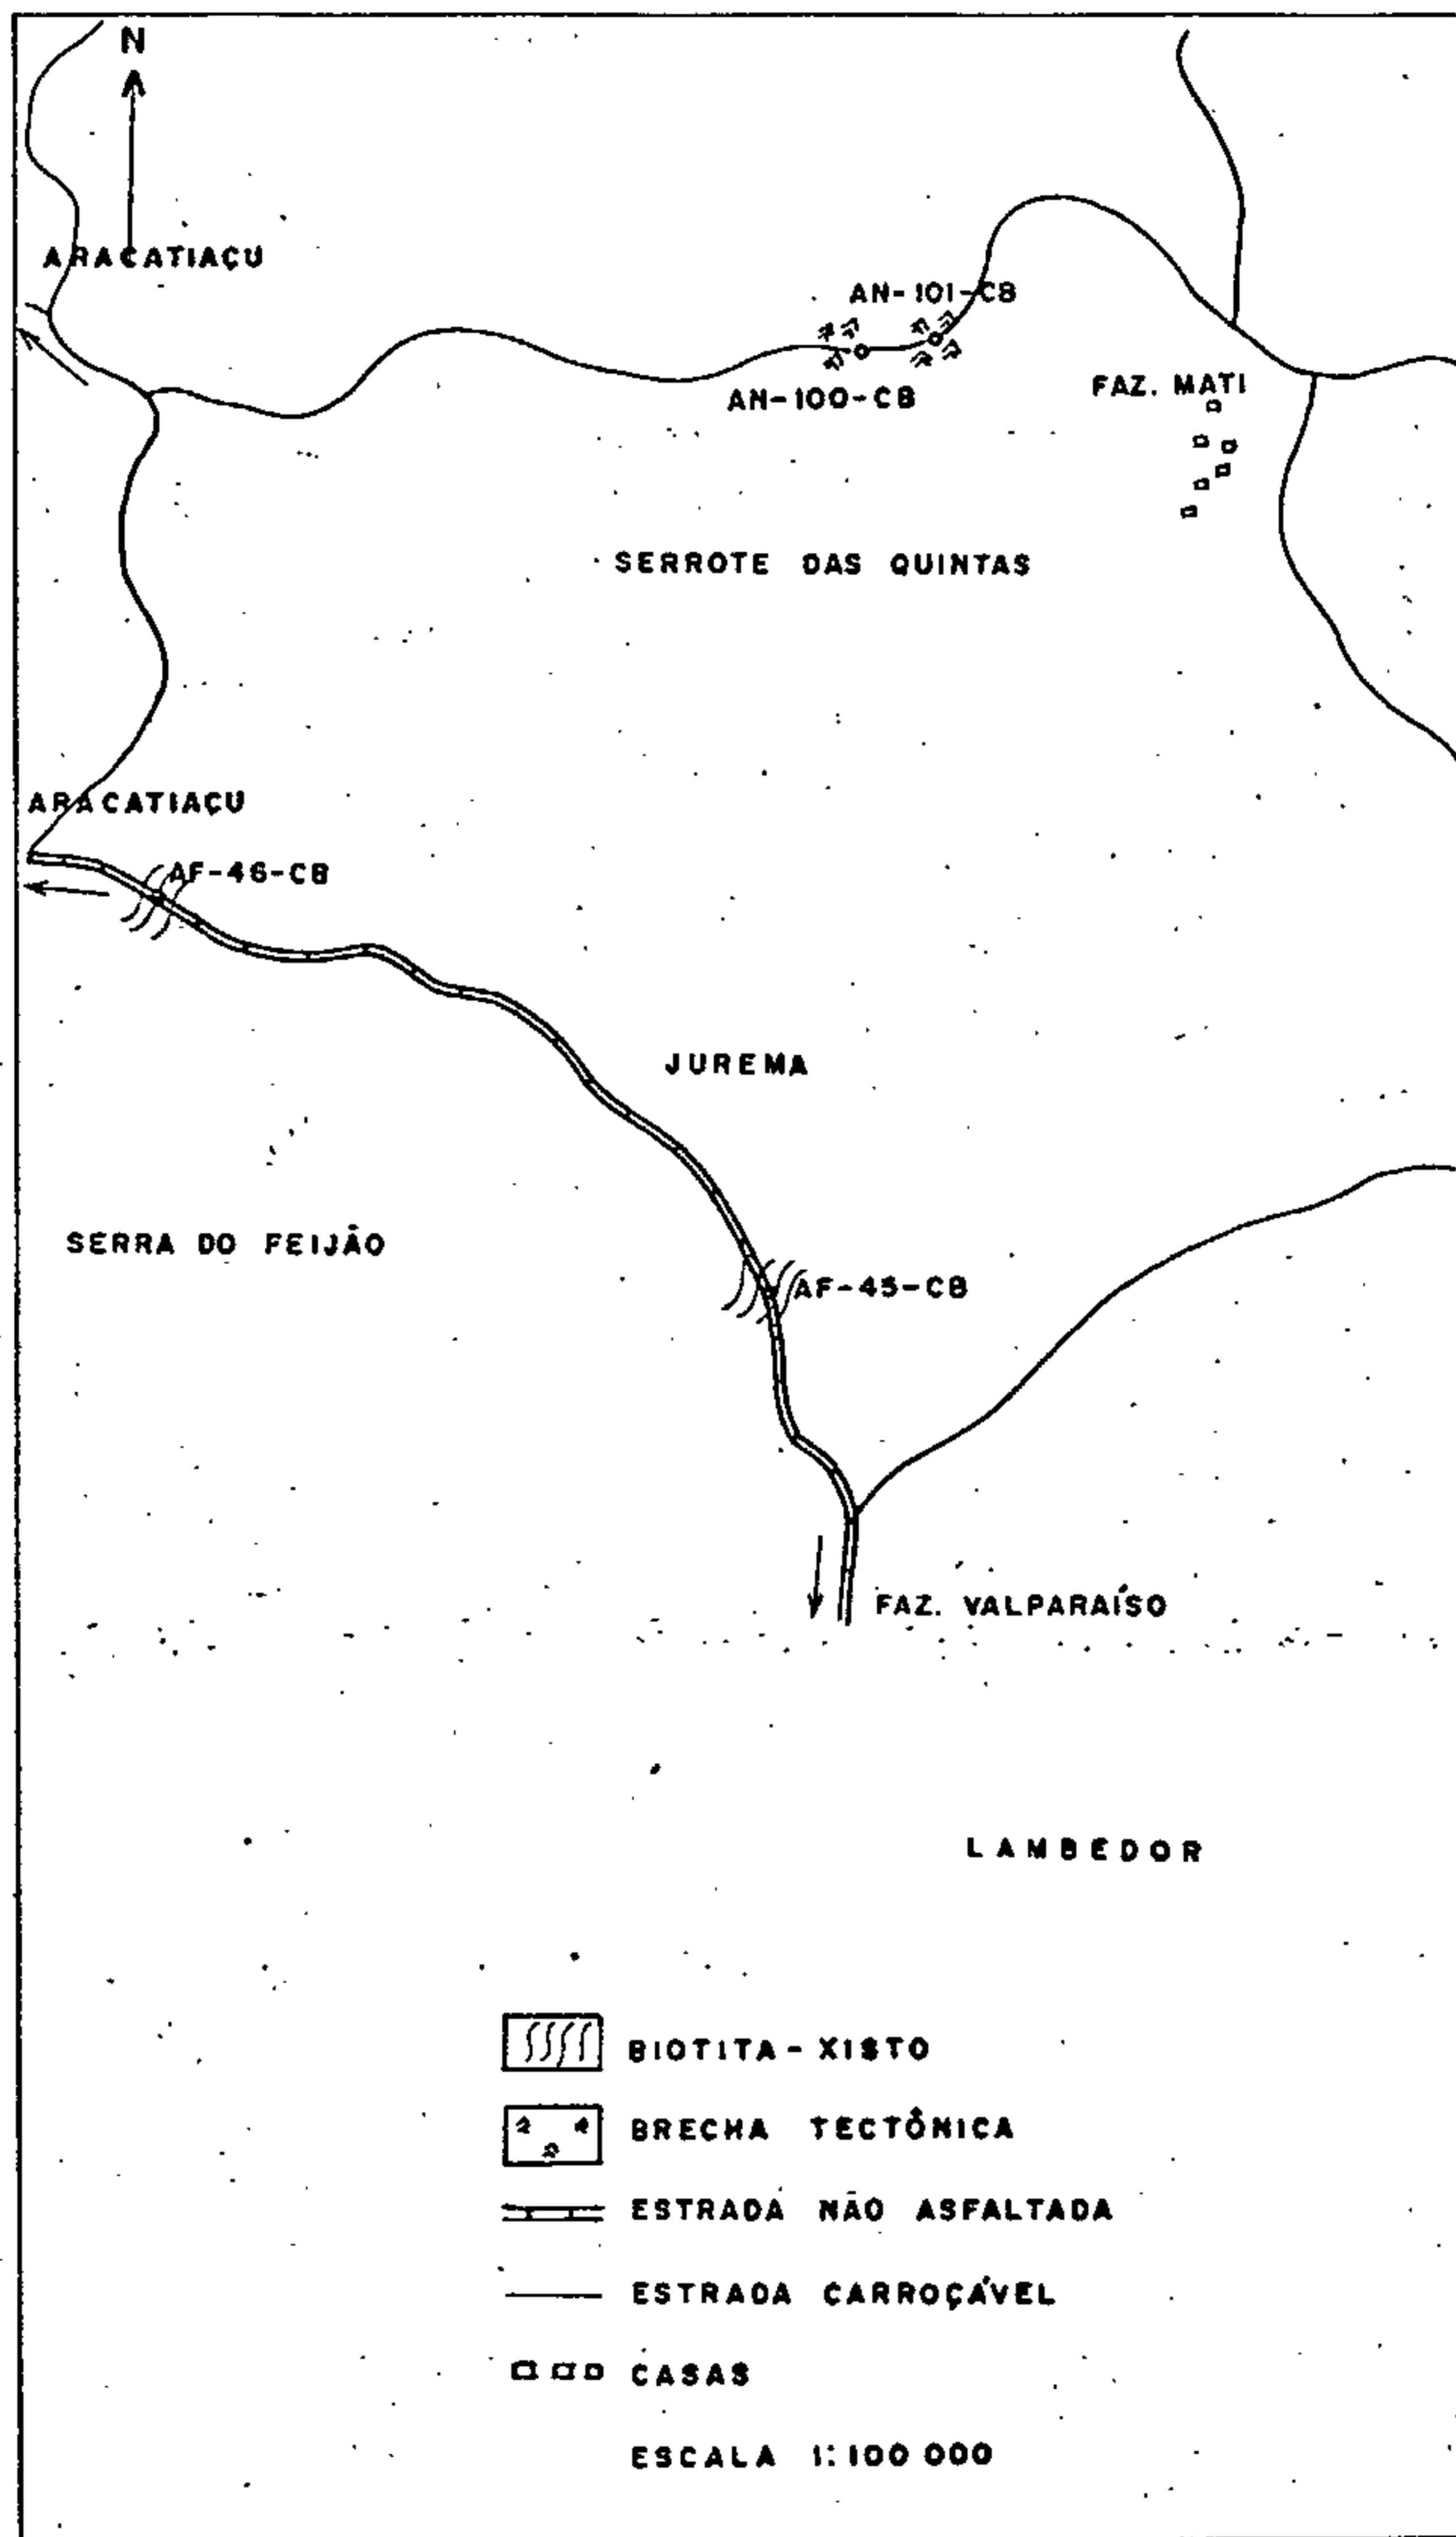 N
ARACATIAÇU
AN-101-CB
AN-100-CB
FAZ. MATI
SERROTE DAS QUINTAS
ARACATIAÇU
AF-46-CB
JUREMA
SERRA DO FEIJÃO
AF-45-CB
FAZ. VALPARAÍSO
LAMBEDOR
BIOTITA-XISTO
BRECHA TECTÔNICA
ESTRADA NÃO ASFALTADA
ESTRADA CARROÇÁVEL
CASAS
ESCALA 1:100 000